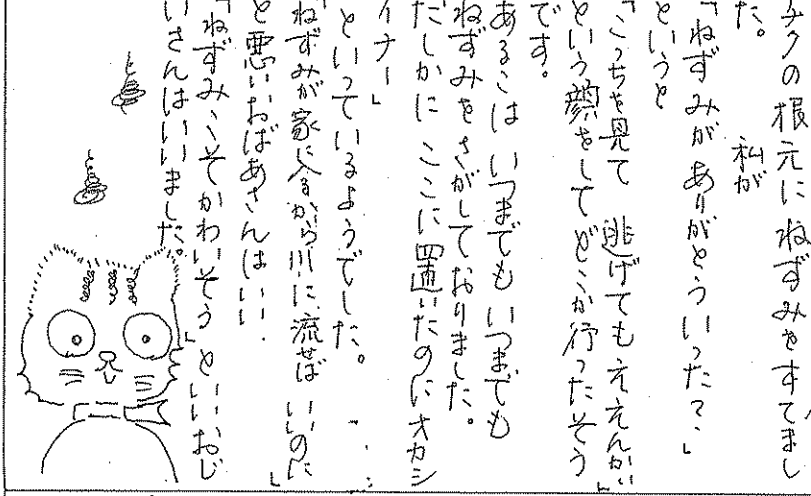 チクの根元にねずみをすてまし
た。　私が
「ねずみがありがとういった？」
というと
「こっちを見て　逃げてもええんかい」
という顔をしてどこか行ったそう
です。
あるこは　いつまでも　いつまでも
ねずみをさがしておりました。
「だしかに　ここに置いたのにオカシ
イナー」
といっているようでした。
「ねずみが家に入るから川に流せば　いいのに」
と悪いおばあさんはいい．
「ねずみこそかわいそう」といいおじ
いさんはいいました。